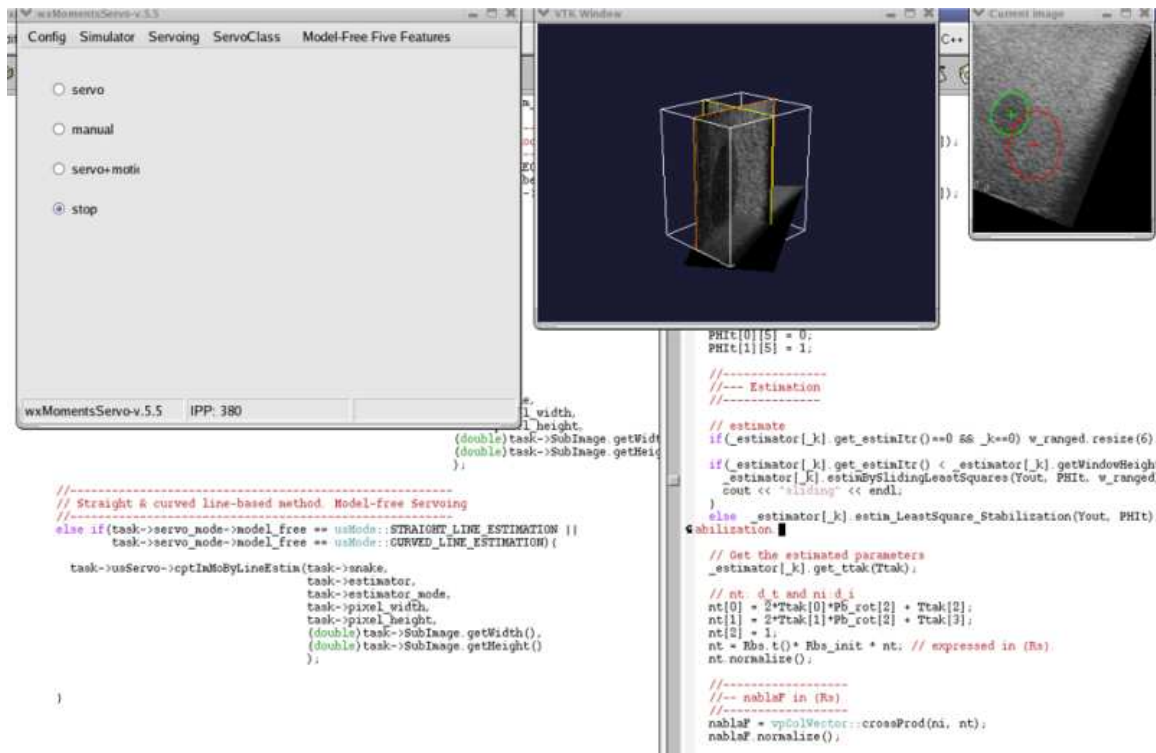 wxMomentsServo-v.5.5
Config Simulator Servoing ServoClass Model-Free Five Features
servo
manual
servo+motio
stop
wxMomentsServo-v.5.5 IPP: 380
VTK Window
Current image
C++
]);
]);
l_width,
l_height,
(double)task->SubImage.getWidt
(double)task->SubImage.getHeig
);
//-------------------------------------------------------
// Straight & curved line-based method. Model-free Servoing
//-------------------------------------------------------
else if(task->servo_mode->model_free == usMode::STRAIGHT_LINE_ESTIMATION ||
task->servo_mode->model_free == usMode::CURVED_LINE_ESTIMATION){
task->usServo->cptImMoByLineEstim(task->snake,
task->estimator,
task->estimator_mode,
task->pixel_width,
task->pixel_height,
(double)task->SubImage.getWidth(),
(double)task->SubImage.getHeight()
);
}
PHIt[0][5] = 0;
PHIt[1][5] = 1;
//---------------
//--- Estimation
//--------------
// estimate
if(_estimator[_k].get_estimItr()==0 && _k==0) w_ranged.resize(6)
if(_estimator[_k].get_estimItr() < _estimator[_k].getWindowHeigh
_estimator[_k].estimBySlidingLeastSquares(Yout, PHIt, w_ranged
cout << "sliding" << endl;
}
else _estimator[_k].estim_LeastSquare_Stabilization(Yout, PHIt)
abilization
// Get the estimated parameters
_estimator[_k].get_ttak(Ttak);
// nt: d_t and ni:d_i
nt[0] = 2*Ttak[0]*Pb_rot[2] + Ttak[2];
nt[1] = 2*Ttak[1]*Pb_rot[2] + Ttak[3];
nt[2] = 1;
nt = Rbs.t()* Rbs_init * nt; // expressed in (Rs)
nt.normalize();
//------------------
//-- nablaF in (Rs)
//------------------
nablaF = vpColVector::crossProd(ni, nt);
nablaF.normalize();